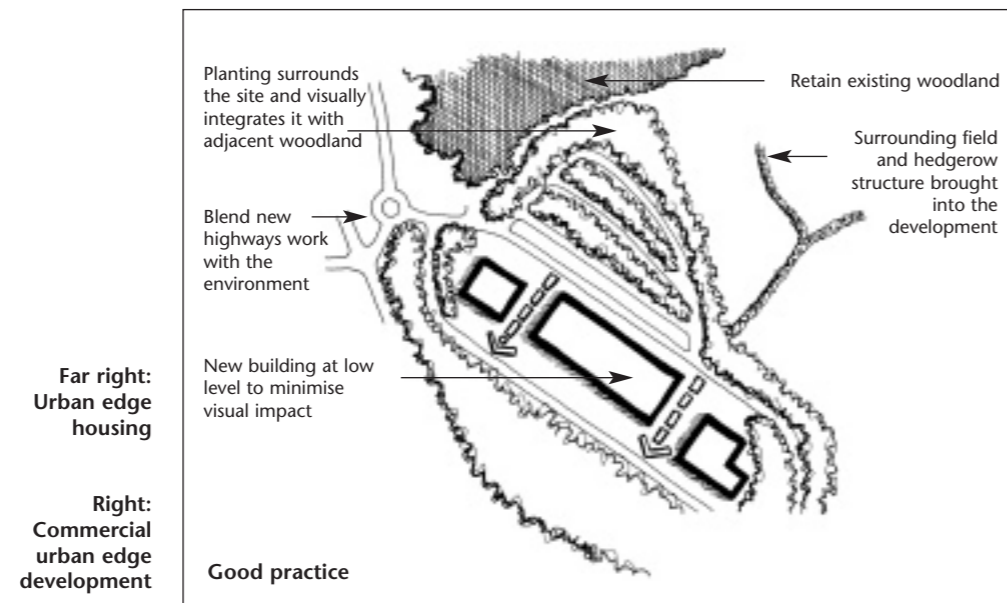 Planting surrounds
the site and visually
integrates it with
adjacent woodland
Retain existing woodland
Surrounding field
and hedgerow
structure brought
into the
development
Blend new
highways work
with the
environment
New building at low
level to minimise
visual impact
Far right:
Urban edge
housing
Right:
Commercial
urban edge
development
Good practice